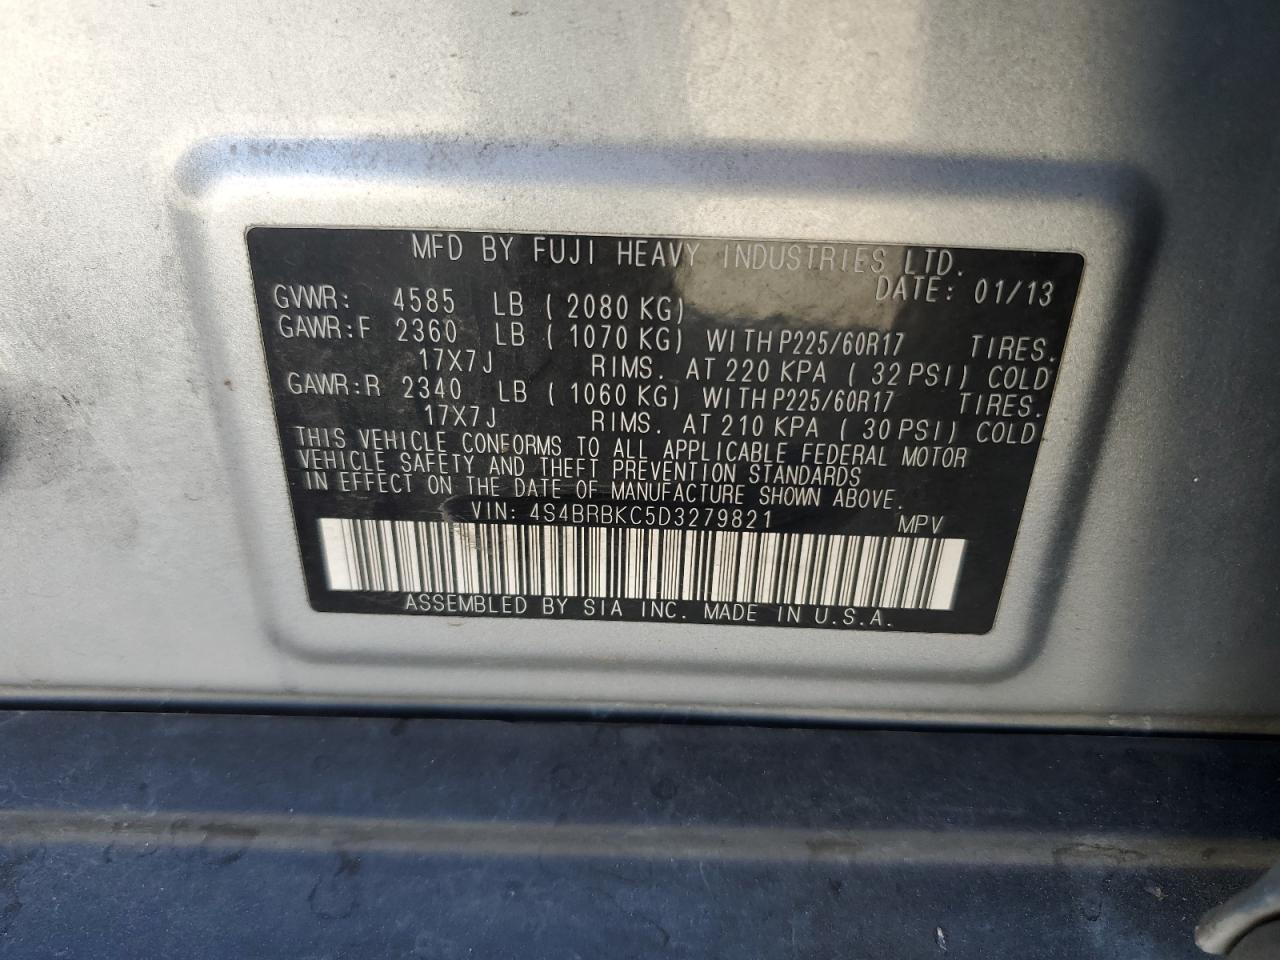 MFD BY FUJI HEAVY INDUSTRIES LTD.
DATE: 01/13
GVWR: 4585 LB ( 2080 KG)
GAWR:F 2360 LB ( 1070 KG) WITH P225/60R17 TIRES.
17X7J RIMS. AT 220 KPA ( 32 PSI) COLD
GAWR:R 2340 LB ( 1060 KG) WITH P225/60R17 TIRES.
17X7J RIMS. AT 210 KPA ( 30 PSI) COLD
THIS VEHICLE CONFORMS TO ALL APPLICABLE FEDERAL MOTOR
VEHICLE SAFETY AND THEFT PREVENTION STANDARDS
IN EFFECT ON THE DATE OF MANUFACTURE SHOWN ABOVE.
VIN: 4S4BRBKC5D3279821 MPV
ASSEMBLED BY SIA INC. MADE IN U.S.A.